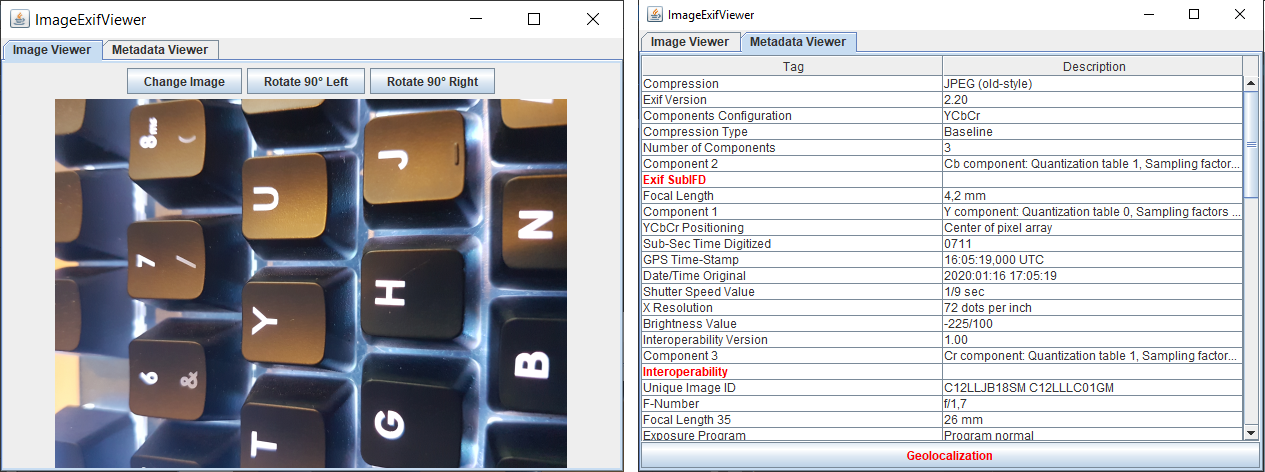 ImageExifViewer
Image Viewer Metadata Viewer
Change Image Rotate 90° Left Rotate 90° Right
8 ms (
7 /
6 &
U
Y
T
J
H
G
N
B
ImageExifViewer
Image Viewer Metadata Viewer
Tag Description
Compression JPEG (old-style)
Exif Version 2.20
Components Configuration YCbCr
Compression Type Baseline
Number of Components 3
Component 2 Cb component: Quantization table 1, Sampling factor...
Exif SubIFD
Focal Length 4,2 mm
Component 1 Y component: Quantization table 0, Sampling factors ...
YCbCr Positioning Center of pixel array
Sub-Sec Time Digitized 0711
GPS Time-Stamp 16:05:19,000 UTC
Date/Time Original 2020:01:16 17:05:19
Shutter Speed Value 1/9 sec
X Resolution 72 dots per inch
Brightness Value -225/100
Interoperability Version 1.00
Component 3 Cr component: Quantization table 1, Sampling factor...
Interoperability
Unique Image ID C12LLJB18SM C12LLLC01GM
F-Number f/1,7
Focal Length 35 26 mm
Exposure Program Program normal
Geolocalization